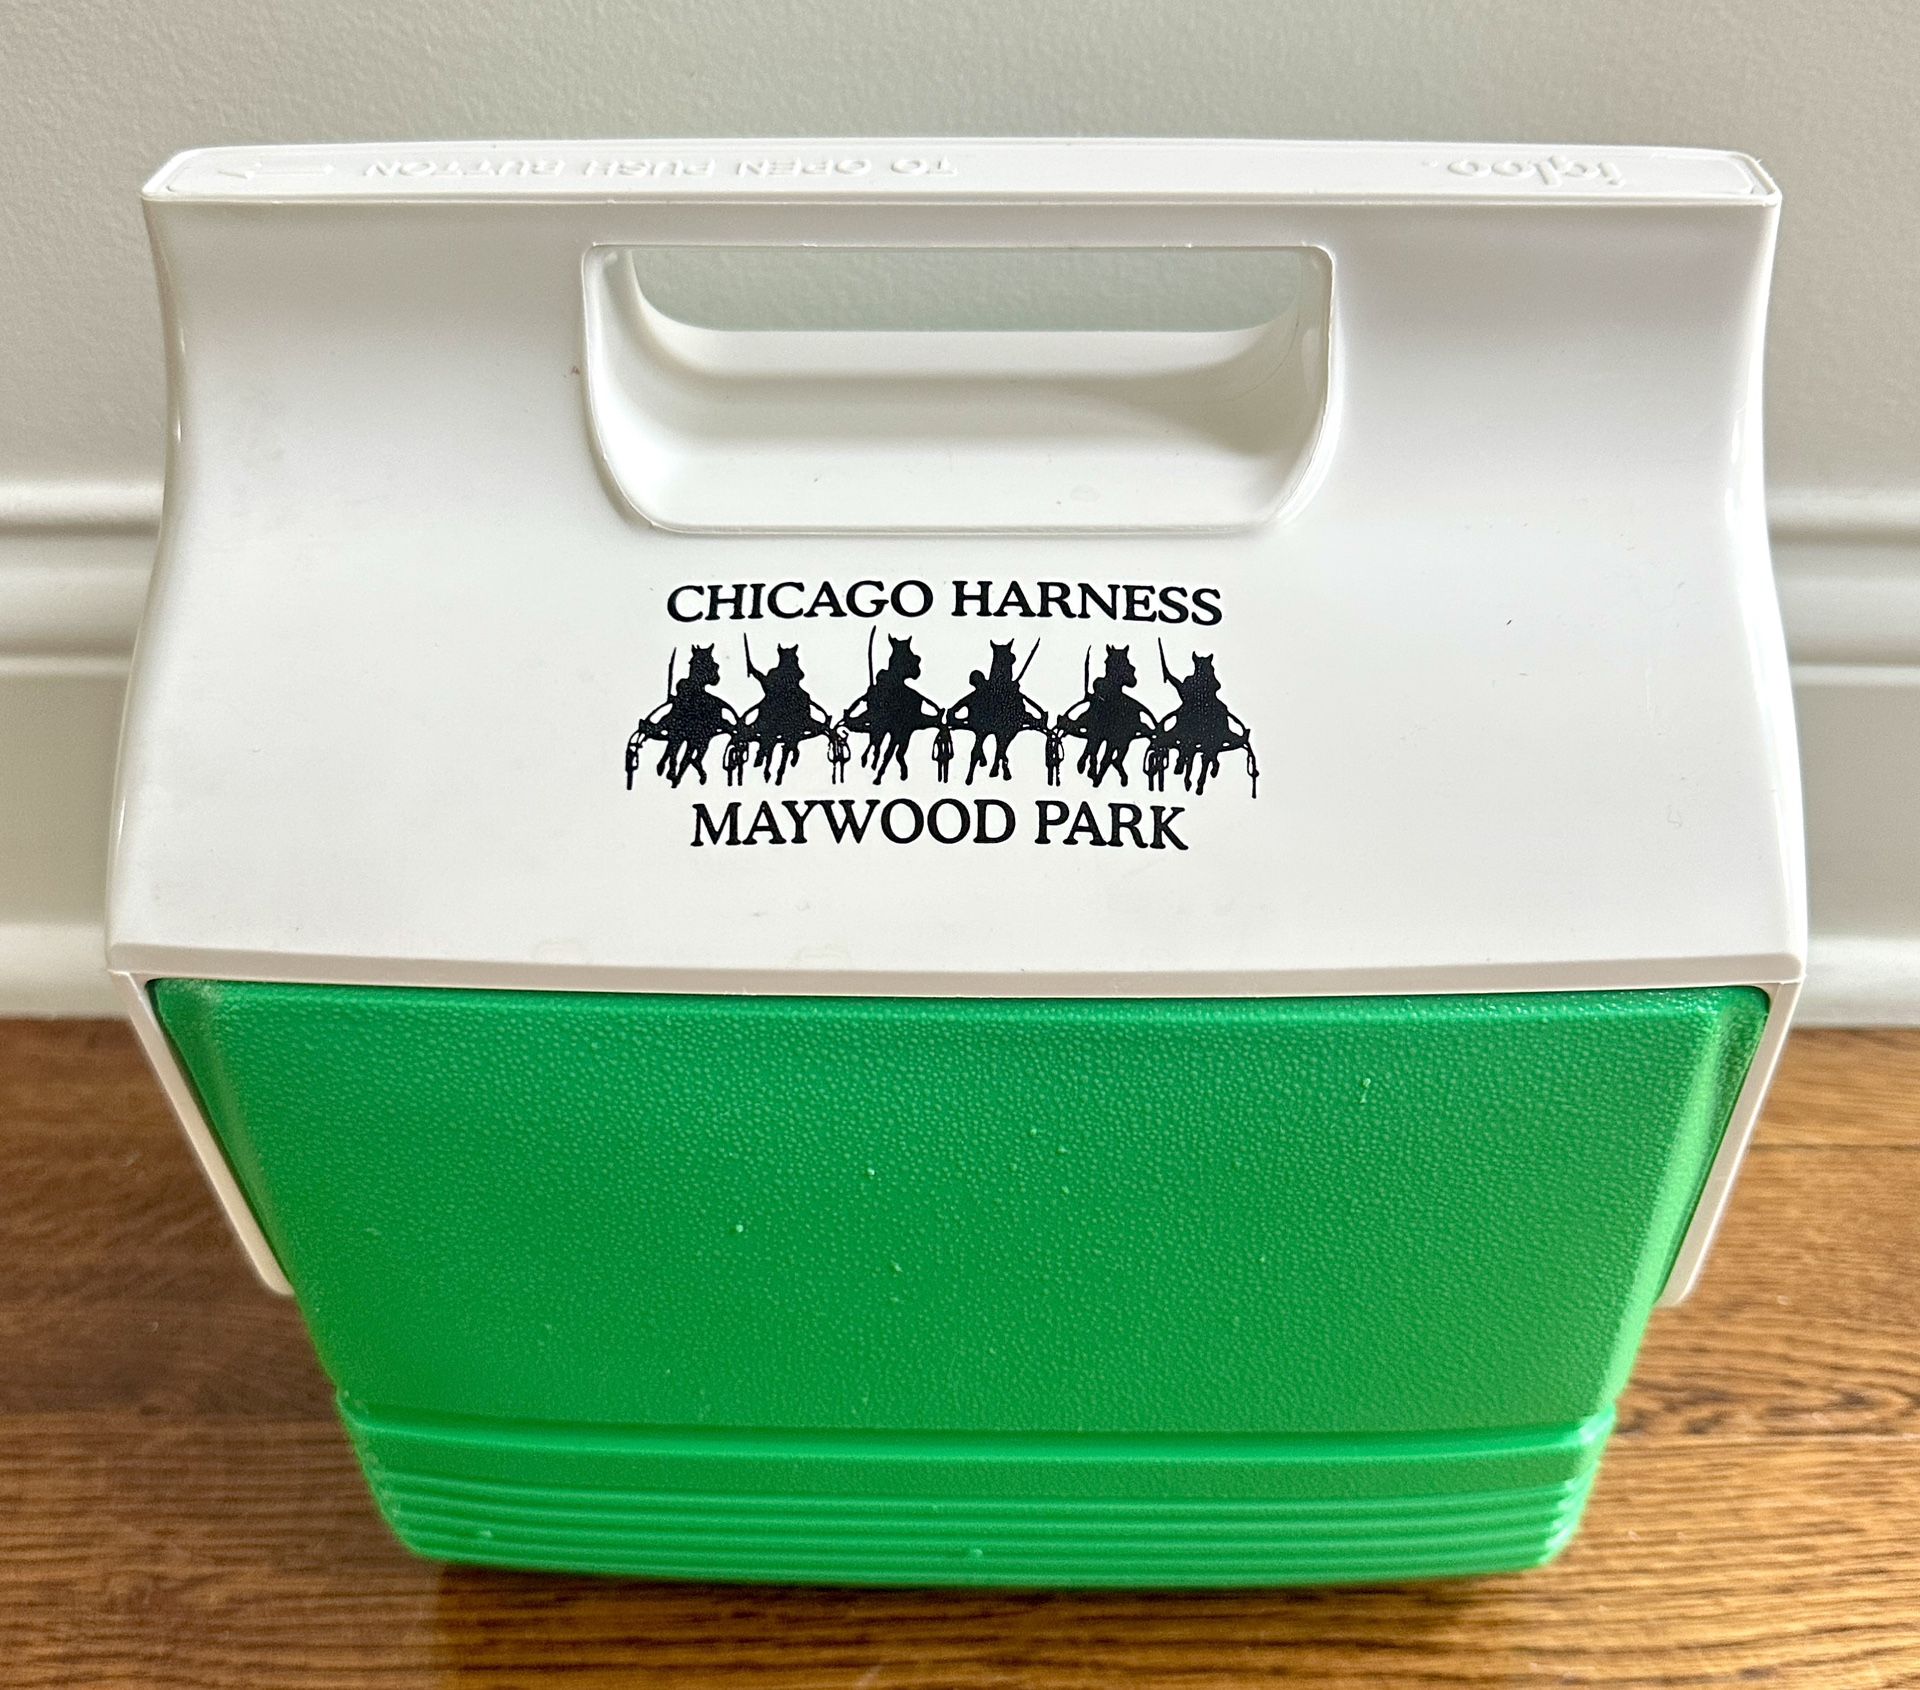 igloo.
TO OPEN PUSH BUTTON
CHICAGO HARNESS
MAYWOOD PARK